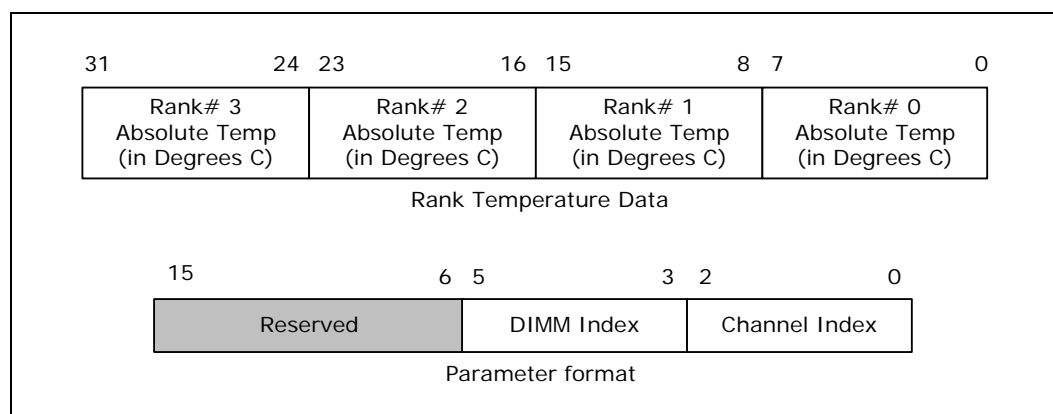 31 24 23 16 15 8 7 0
Rank# 3 Rank# 2 Rank# 1 Rank# 0
Absolute Temp Absolute Temp Absolute Temp Absolute Temp
(in Degrees C) (in Degrees C) (in Degrees C) (in Degrees C)
Rank Temperature Data
15 6 5 3 2 0
Reserved DIMM Index Channel Index
Parameter format